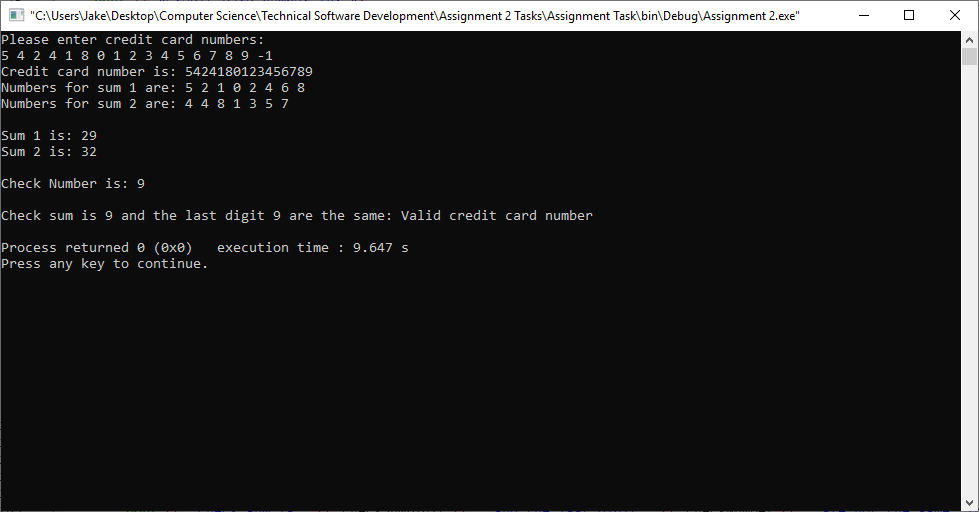 "C:\Users\Jake\Desktop\Computer Science\Technical Software Development\Assignment 2 Tasks\Assignment Task\bin\Debug\Assignment 2.exe"
Please enter credit card numbers:
5 4 2 4 1 8 0 1 2 3 4 5 6 7 8 9 -1
Credit card number is: 5424180123456789
Numbers for sum 1 are: 5 2 1 0 2 4 6 8
Numbers for sum 2 are: 4 4 8 1 3 5 7
Sum 1 is: 29
Sum 2 is: 32
Check Number is: 9
Check sum is 9 and the last digit 9 are the same: Valid credit card number
Process returned 0 (0x0)   execution time : 9.647 s
Press any key to continue.